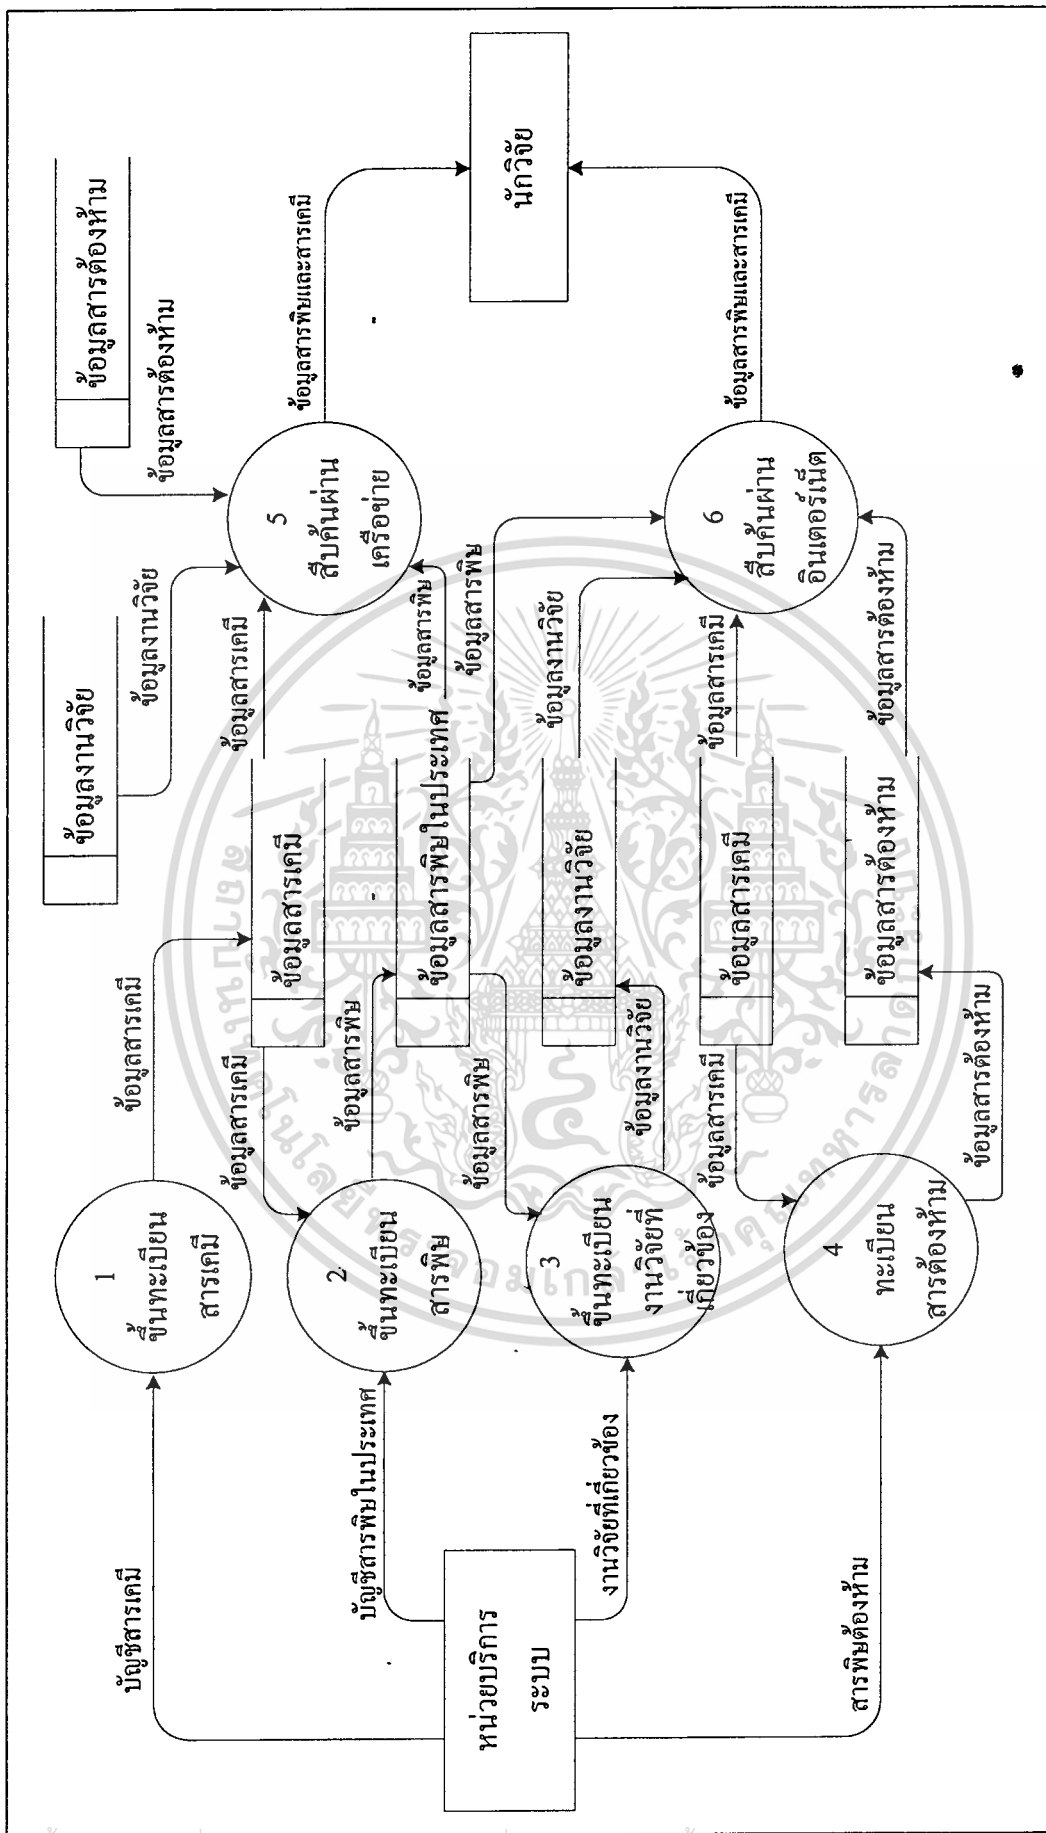 หน่วยบริการ
ระบบ
บัญชีสารเคมี
บัญชีสารพิษในประเทศ
งานวิจัยที่เกี่ยวข้อง
สารพิษต้องห้าม
1
ขึ้นทะเบียน
สารเคมี
2
ขึ้นทะเบียน
สารพิษ
3
ขึ้นทะเบียน
งานวิจัยที่
เกี่ยวข้อง
4
ทะเบียน
สารต้องห้าม
ข้อมูลสารเคมี
ข้อมูลสารเคมี
ข้อมูลสารพิษ
ข้อมูลสารพิษ
ข้อมูลงานวิจัย
ข้อมูลสารเคมี
ข้อมูลสารต้องห้าม
ข้อมูลงานวิจัย
ข้อมูลสารเคมี
ข้อมูลสารพิษในประเทศ
ข้อมูลงานวิจัย
ข้อมูลสารเคมี
ข้อมูลสารต้องห้าม
ข้อมูลสารต้องห้าม
ข้อมูลสารต้องห้าม
ข้อมูลงานวิจัย
ข้อมูลสารเคมี
ข้อมูลสารพิษ
ข้อมูลสารพิษ
ข้อมูลงานวิจัย
ข้อมูลสารเคมี
ข้อมูลสารต้องห้าม
5
สืบค้นผ่าน
เครือข่าย
6
สืบค้นผ่าน
อินเตอร์เน็ต
ข้อมูลสารพิษและสารเคมี
ข้อมูลสารพิษและสารเคมี
นักวิจัย